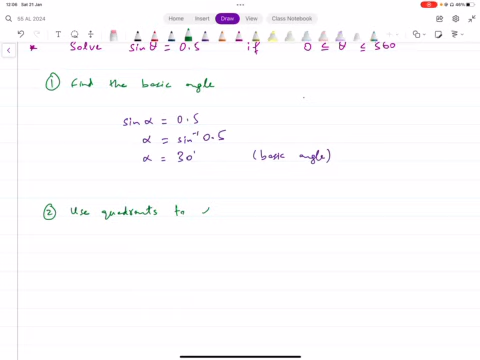 12:06 Sat 21 Jan
S6 AL 2024
Home Insert Draw View Class Notebook
* Solve sin θ = 0.5 if 0 ≤ θ ≤ 360
① Find the basic angle
sin α = 0.5
α = sin⁻¹ 0.5
α = 30° (basic angle)
② Use quadrants to